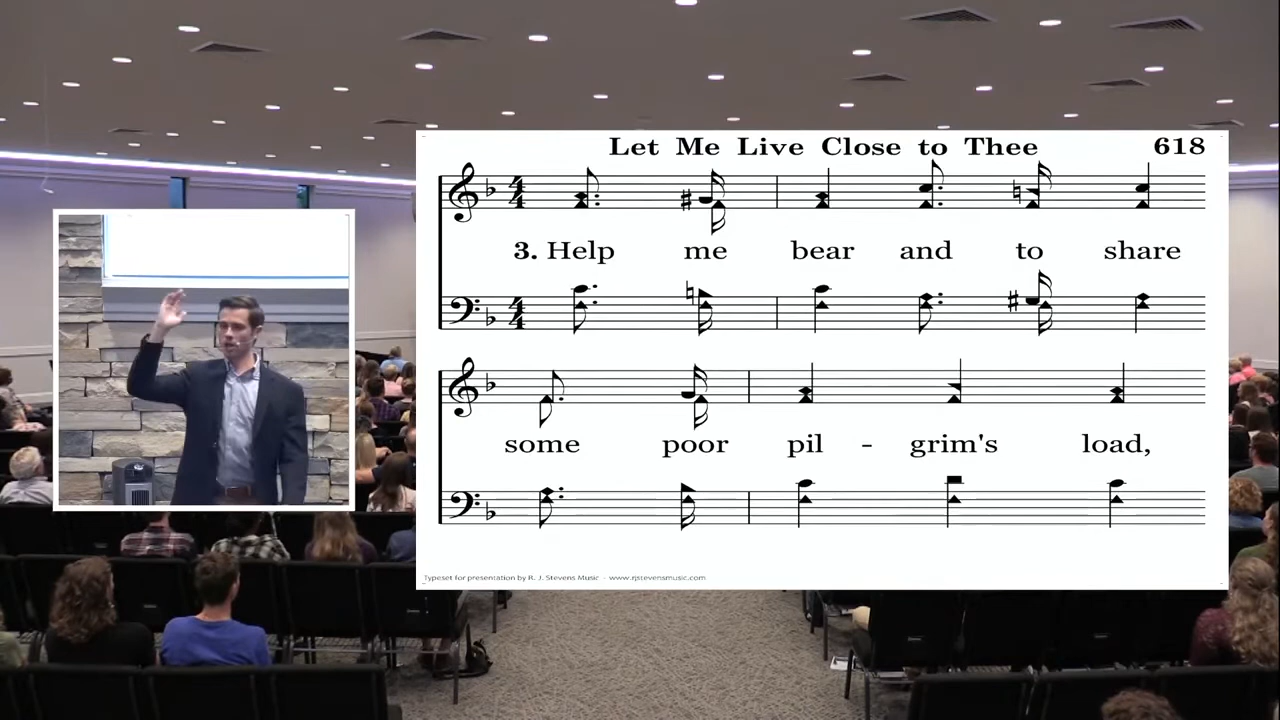 Let Me Live Close to Thee 618
3. Help me bear and to share
some poor pil - grim's load,
Typeset for presentation by R. J. Stevens Music - www.rjstevensmusic.com